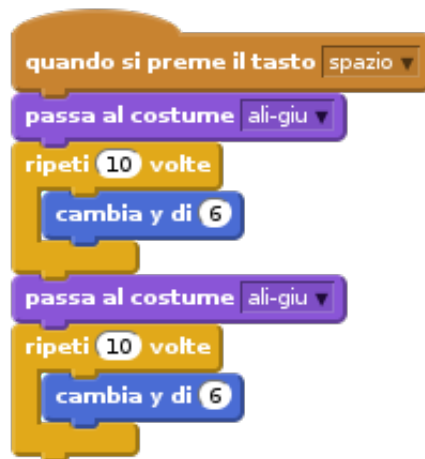 quando si preme il tasto spazio
passa al costume ali-giu
ripeti 10 volte
cambia y di 6
passa al costume ali-giu
ripeti 10 volte
cambia y di 6